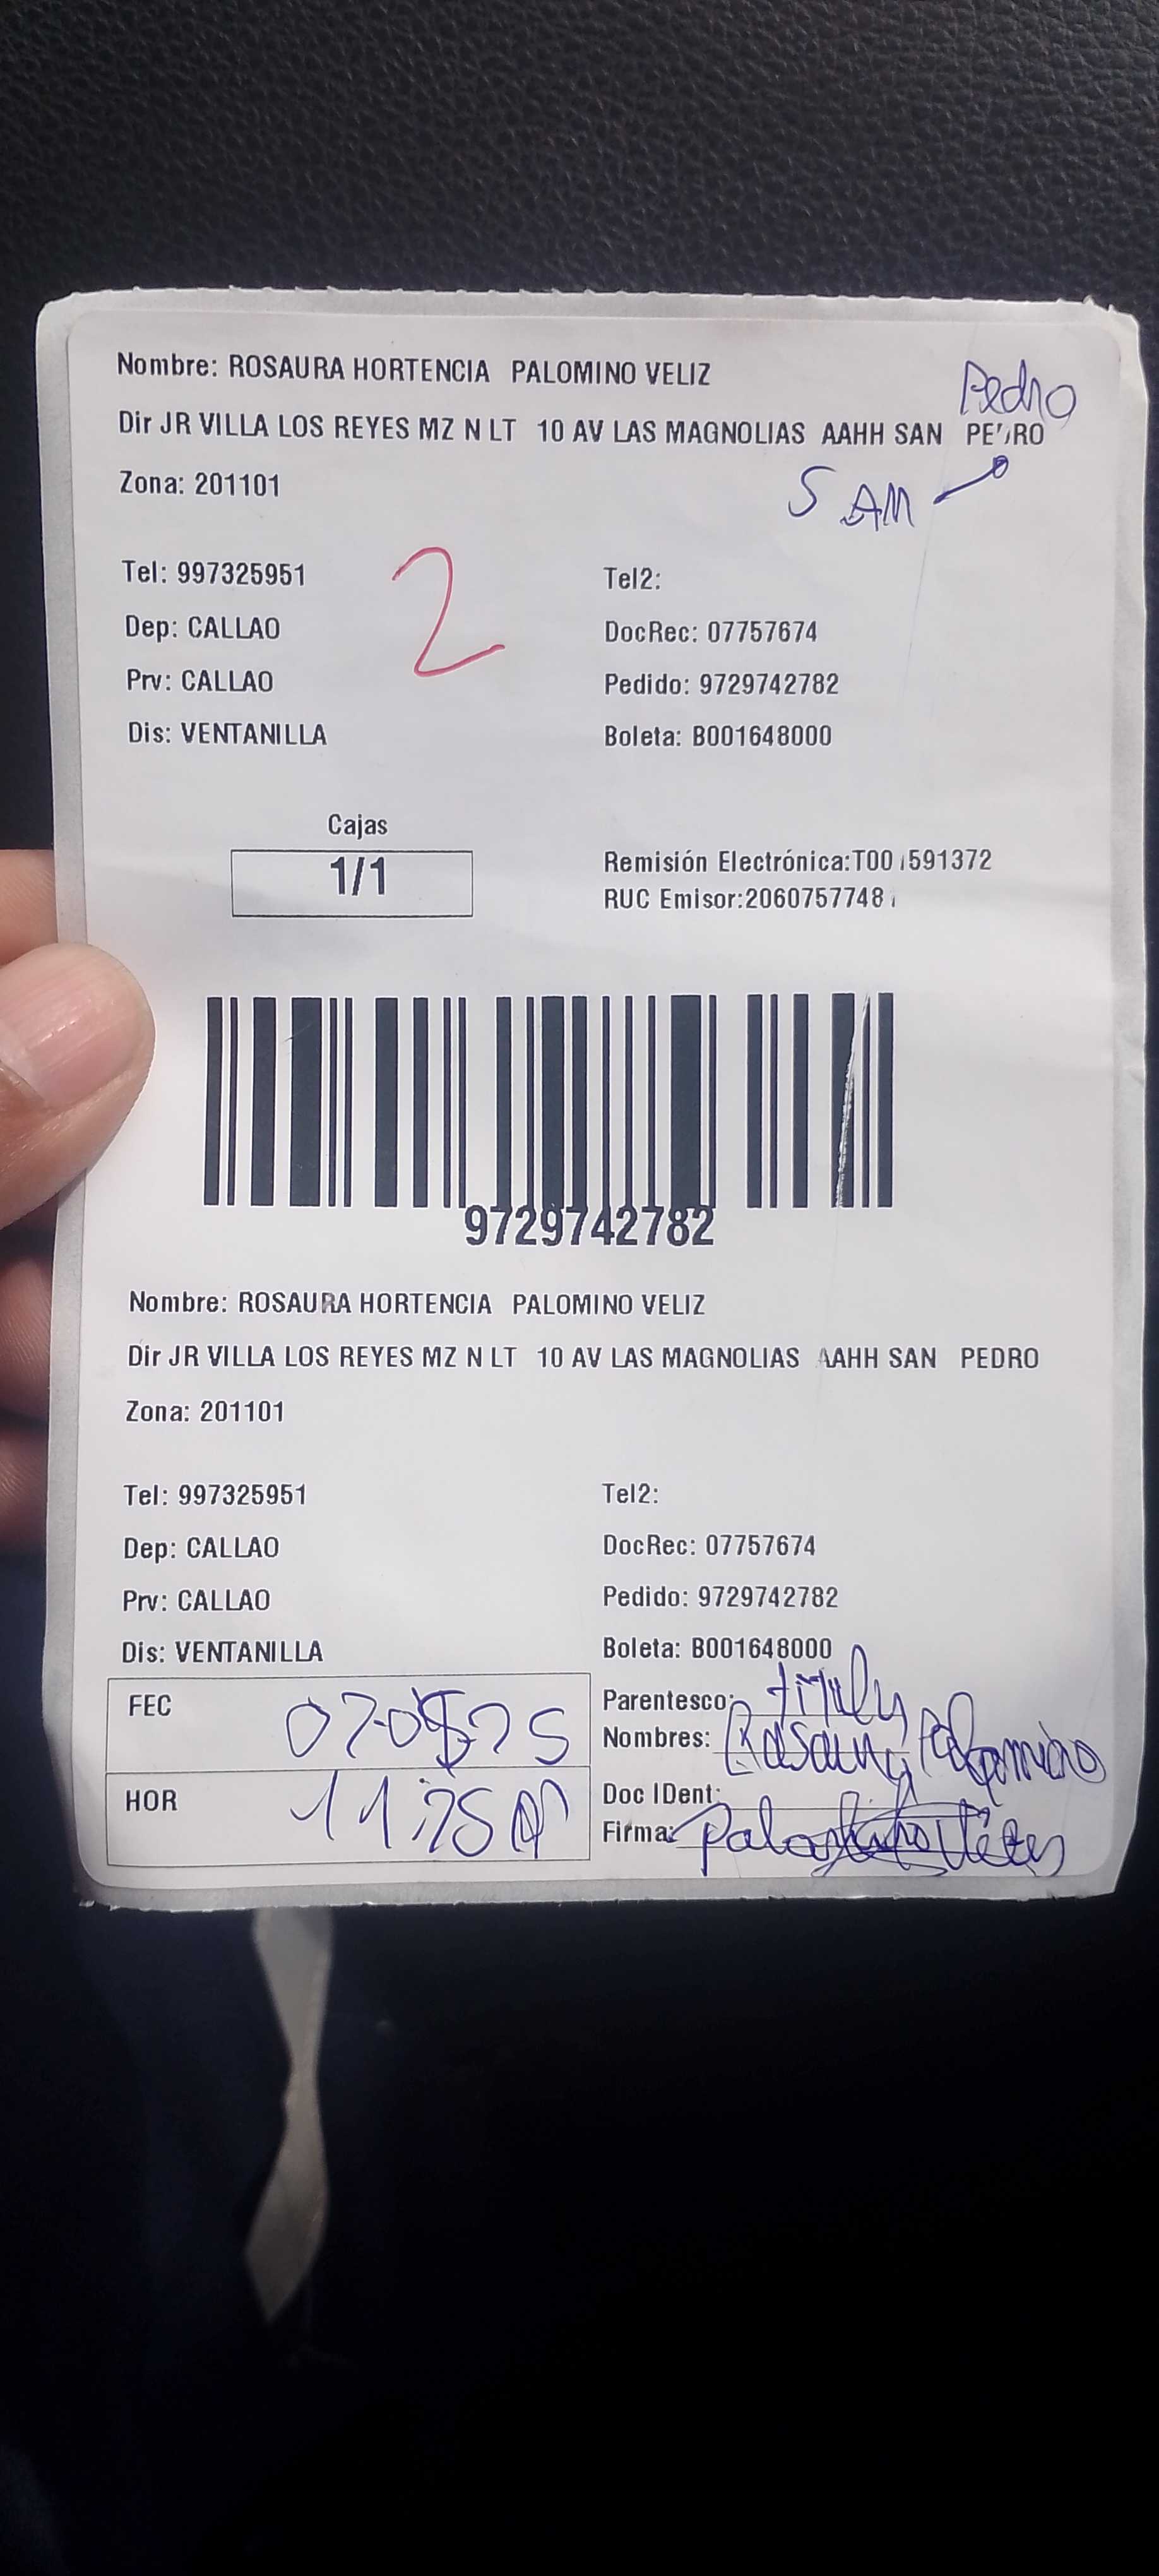 Nombre: ROSAURA HORTENCIA PALOMINO VELIZ
Pedro
Dir JR VILLA LOS REYES MZ N LT 10 AV LAS MAGNOLIAS AAHH SAN PEDRO
Zona: 201101
S AM
Tel: 997325951
2
Tel2:
Dep: CALLAO
DocRec: 07757674
Prv: CALLAO
Pedido: 9729742782
Dis: VENTANILLA
Boleta: B001648000
Cajas
1/1
Remisión Electrónica:T001591372
RUC Emisor:2060757748
9729742782
Nombre: ROSAURA HORTENCIA PALOMINO VELIZ
Dir JR VILLA LOS REYES MZ N LT 10 AV LAS MAGNOLIAS AAHH SAN PEDRO
Zona: 201101
Tel: 997325951
Tel2:
Dep: CALLAO
DocRec: 07757674
Prv: CALLAO
Pedido: 9729742782
Dis: VENTANILLA
Boleta: B001648000
FEC
Parentesco:
Nombres: Palomino
HOR
Doc IDent:
Firma: